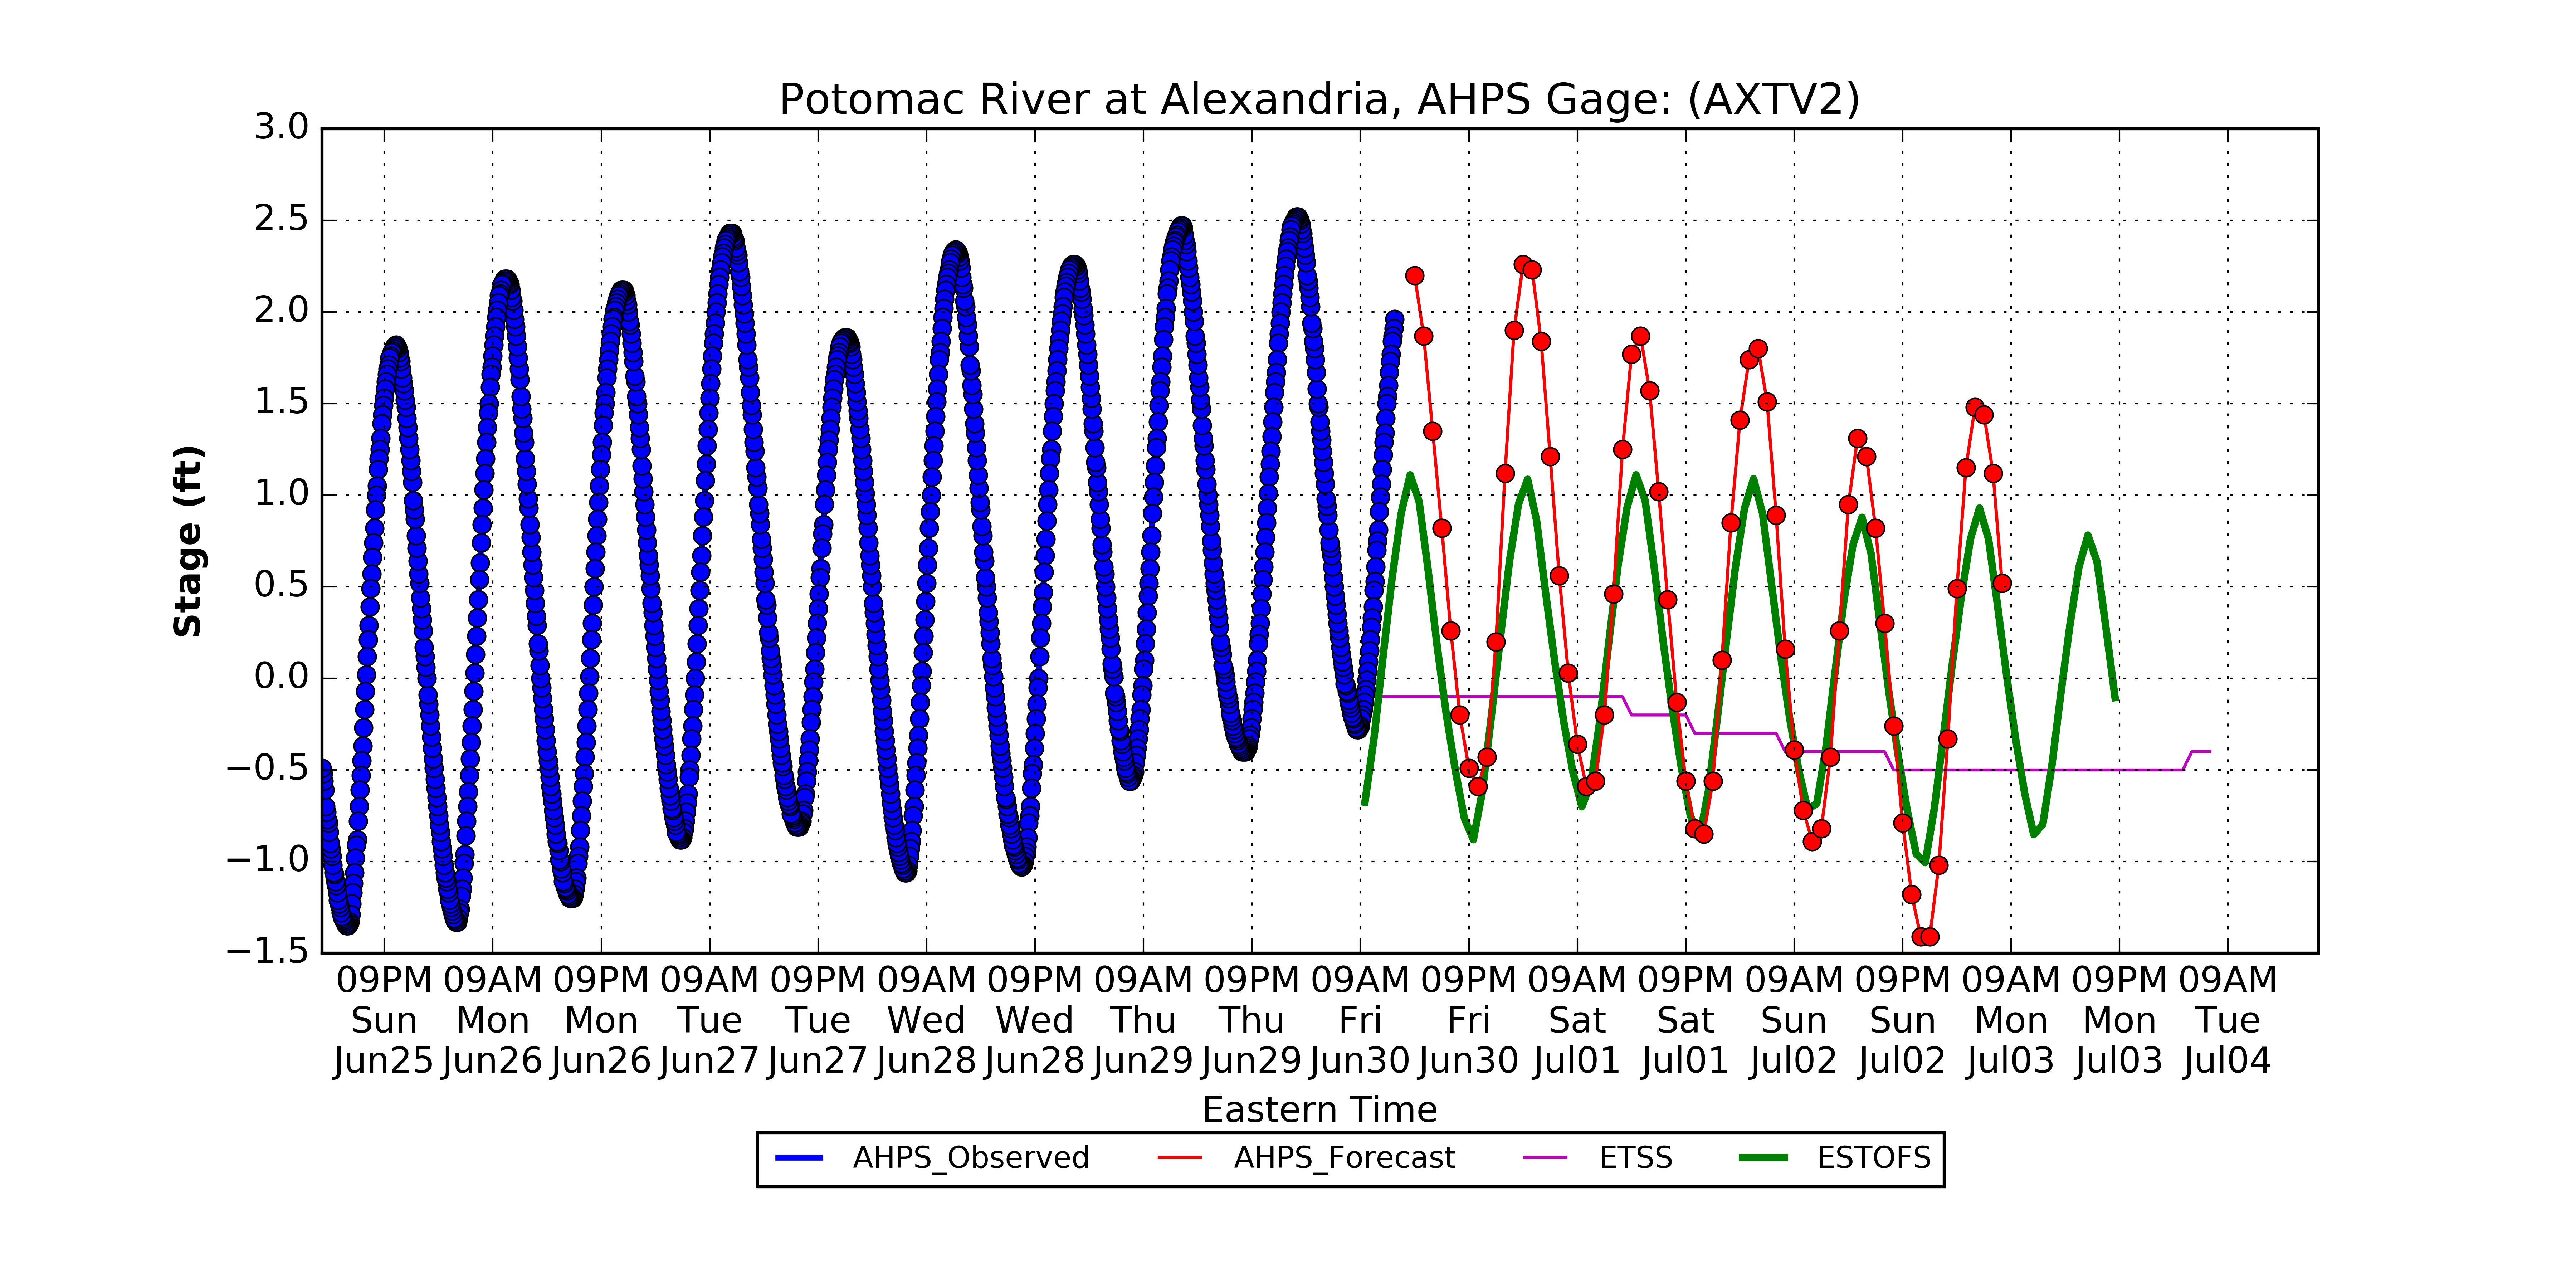 Potomac River at Alexandria, AHPS Gage: (AXTV2)
3.0
2.5
2.0
1.5
1.0
0.5
0.0
−0.5
−1.0
−1.5
Stage (ft)
09PM 09AM 09PM 09AM 09PM 09AM 09PM 09AM 09PM 09AM 09PM 09AM 09PM 09AM 09PM 09AM 09PM 09AM
Sun Mon Mon Tue Tue Wed Wed Thu Thu Fri Fri Sat Sat Sun Sun Mon Mon Tue
Jun25 Jun26 Jun26 Jun27 Jun27 Jun28 Jun28 Jun29 Jun29 Jun30 Jun30 Jul01 Jul01 Jul02 Jul02 Jul03 Jul03 Jul04
Eastern Time
AHPS_Observed AHPS_Forecast ETSS ESTOFS